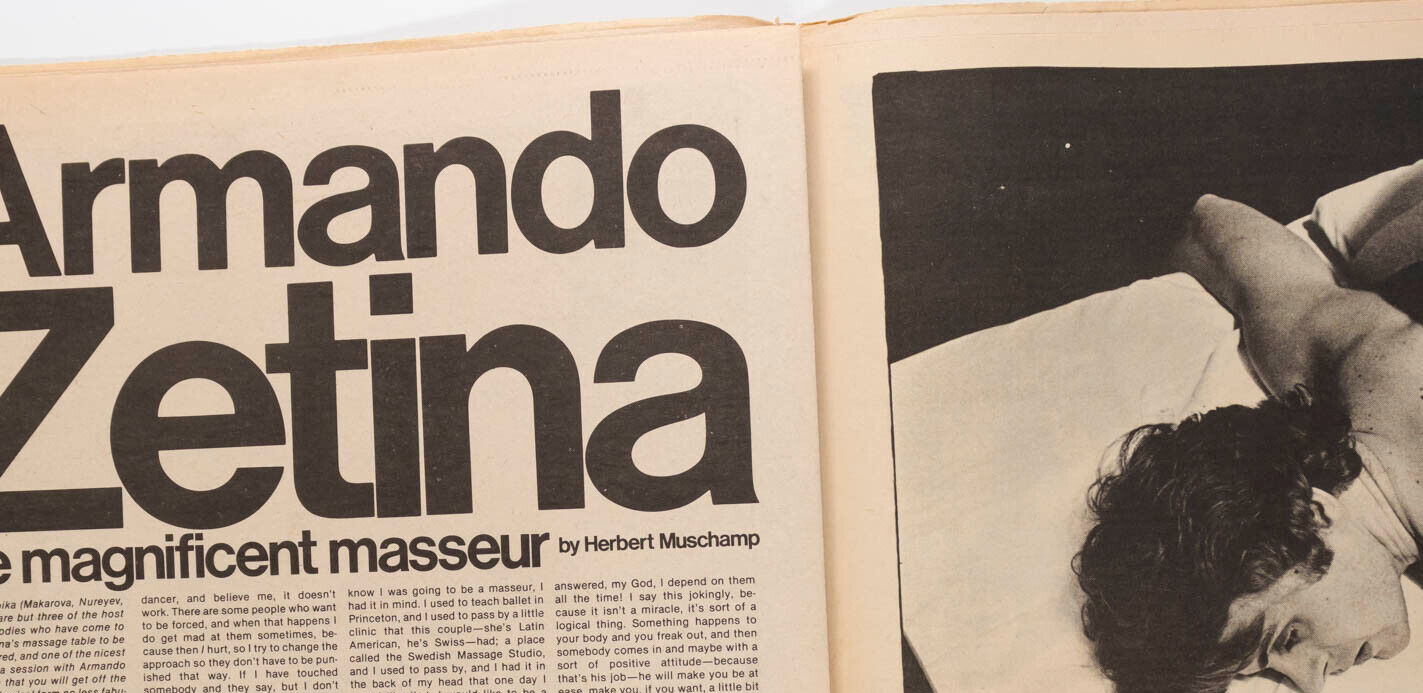 Armando
Zetina
magnificent masseur by Herbert Muschamp
(Makarova, Nureyev,
are but three of the host
who have come to
massage table to be
and one of the nicest
a session with Armando
that you will get off the
dancer, and believe me, it doesn't
work. There are some people who want
to be forced, and when that happens I
do get mad at them sometimes, be-
cause then I hurt, so I try to change the
approach so they don't have to be pun-
ished that way. If I have touched
somebody and they say, but I don't
know I was going to be a masseur, I
had it in mind. I used to teach ballet in
Princeton, and I used to pass by a little
clinic that this couple—she's Latin
American, he's Swiss—had; a place
called the Swedish Massage Studio,
and I used to pass by, and I had it in
the back of my head that one day I
answered, my God, I depend on them
all the time! I say this jokingly, be-
cause it isn't a miracle, it's sort of a
logical thing. Something happens to
your body and you freak out, and then
somebody comes in and maybe with a
sort of positive attitude—because
that's his job—he will make you be at
ease, make you, if you want, a little bit